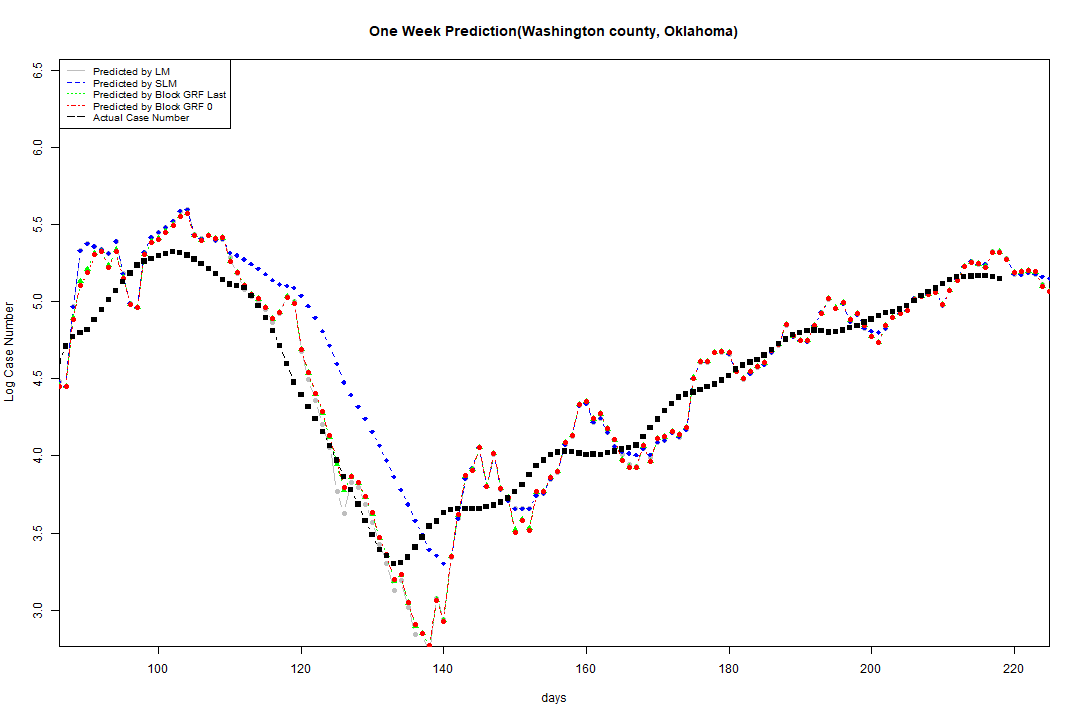 One Week Prediction(Washington county, Oklahoma)
6.5
6.0
5.5
5.0
4.5
4.0
3.5
3.0
Log Case Number
Predicted by LM
Predicted by SLM
Predicted by Block GRF Last
Predicted by Block GRF 0
Actual Case Number
100
120
140
160
180
200
220
days